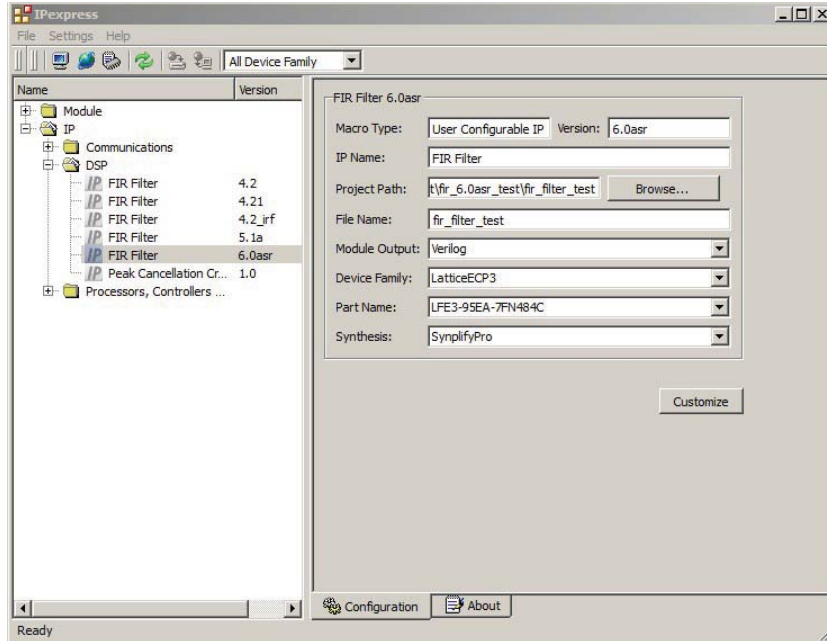 IPexpress
File Settings Help
All Device Family
Name Version
Module
IP
Communications
DSP
FIR Filter 4.2
FIR Filter 4.21
FIR Filter 4.2_irf
FIR Filter 5.1a
FIR Filter 6.0asr
Peak Cancellation Cr... 1.0
Processors, Controllers ...
FIR Filter 6.0asr
Macro Type: User Configurable IP Version: 6.0asr
IP Name: FIR Filter
Project Path: t\fir_6.0asr_test\fir_filter_test Browse...
File Name: fir_filter_test
Module Output: Verilog
Device Family: LatticeECP3
Part Name: LFE3-95EA-7FN484C
Synthesis: SynplifyPro
Customize
Configuration About
Ready